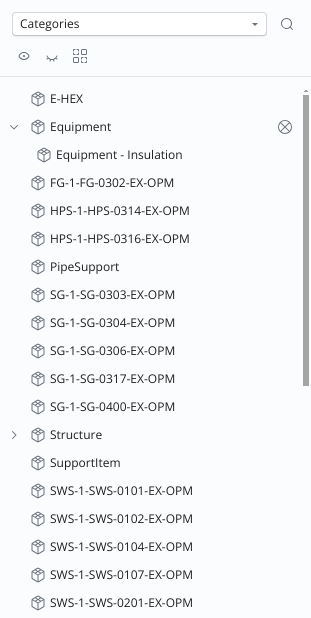 Categories
E-HEX
Equipment
Equipment - Insulation
FG-1-FG-0302-EX-OPM
HPS-1-HPS-0314-EX-OPM
HPS-1-HPS-0316-EX-OPM
PipeSupport
SG-1-SG-0303-EX-OPM
SG-1-SG-0304-EX-OPM
SG-1-SG-0306-EX-OPM
SG-1-SG-0317-EX-OPM
SG-1-SG-0400-EX-OPM
Structure
SupportItem
SWS-1-SWS-0101-EX-OPM
SWS-1-SWS-0102-EX-OPM
SWS-1-SWS-0104-EX-OPM
SWS-1-SWS-0107-EX-OPM
SWS-1-SWS-0201-EX-OPM